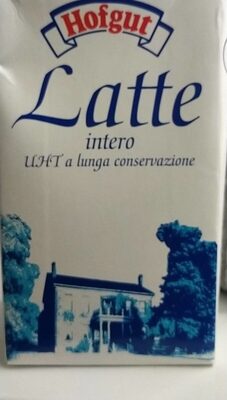 Hofgut
Latte
intero
UHT a lunga conservazione